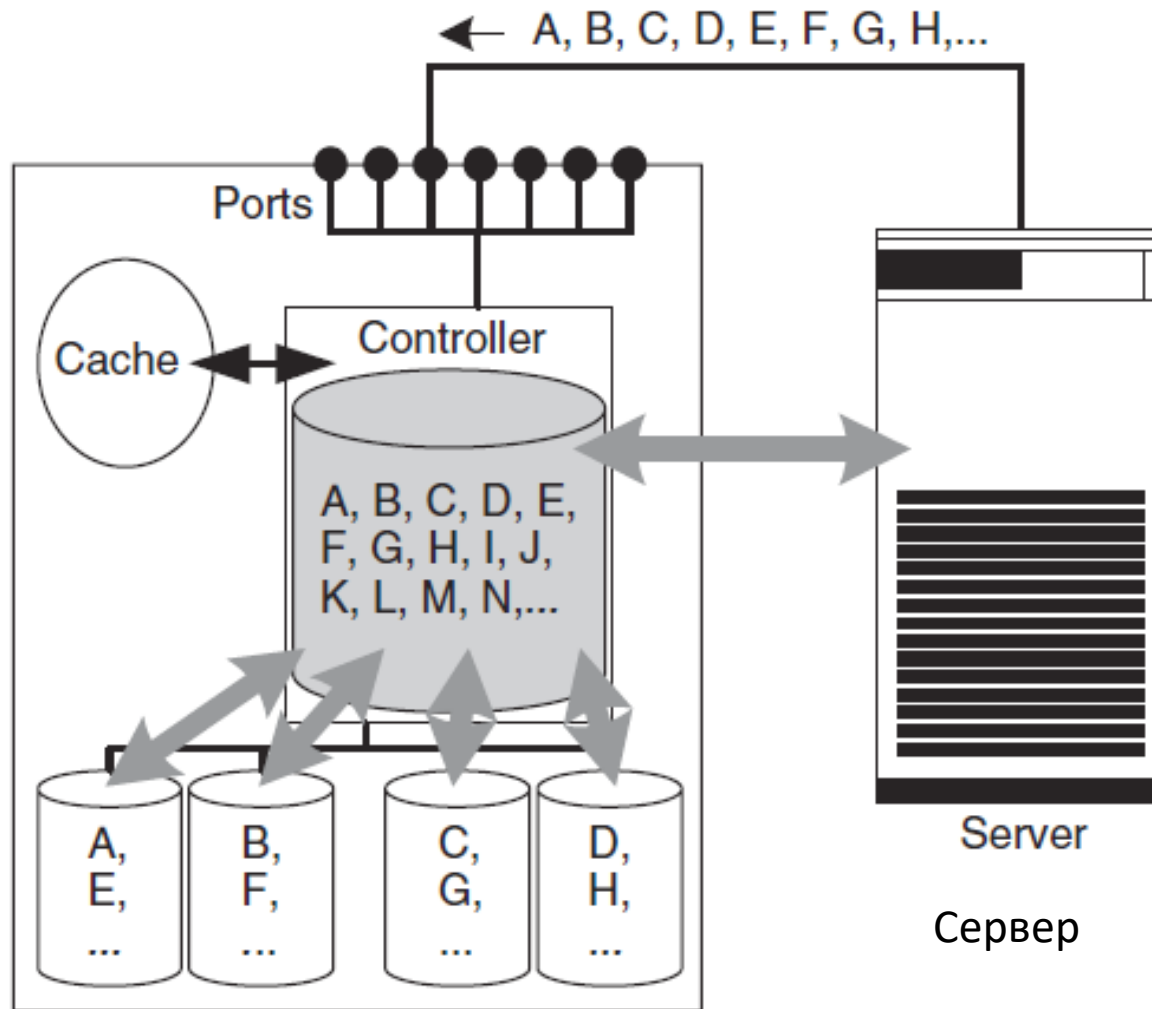 A, B, C, D, E, F, G, H,...
Ports
Cache
Controller
A, B, C, D, E,
F, G, H, I, J,
K, L, M, N,...
A,
E,
...
B,
F,
...
C,
G,
...
D,
H,
...
Server
Сервер